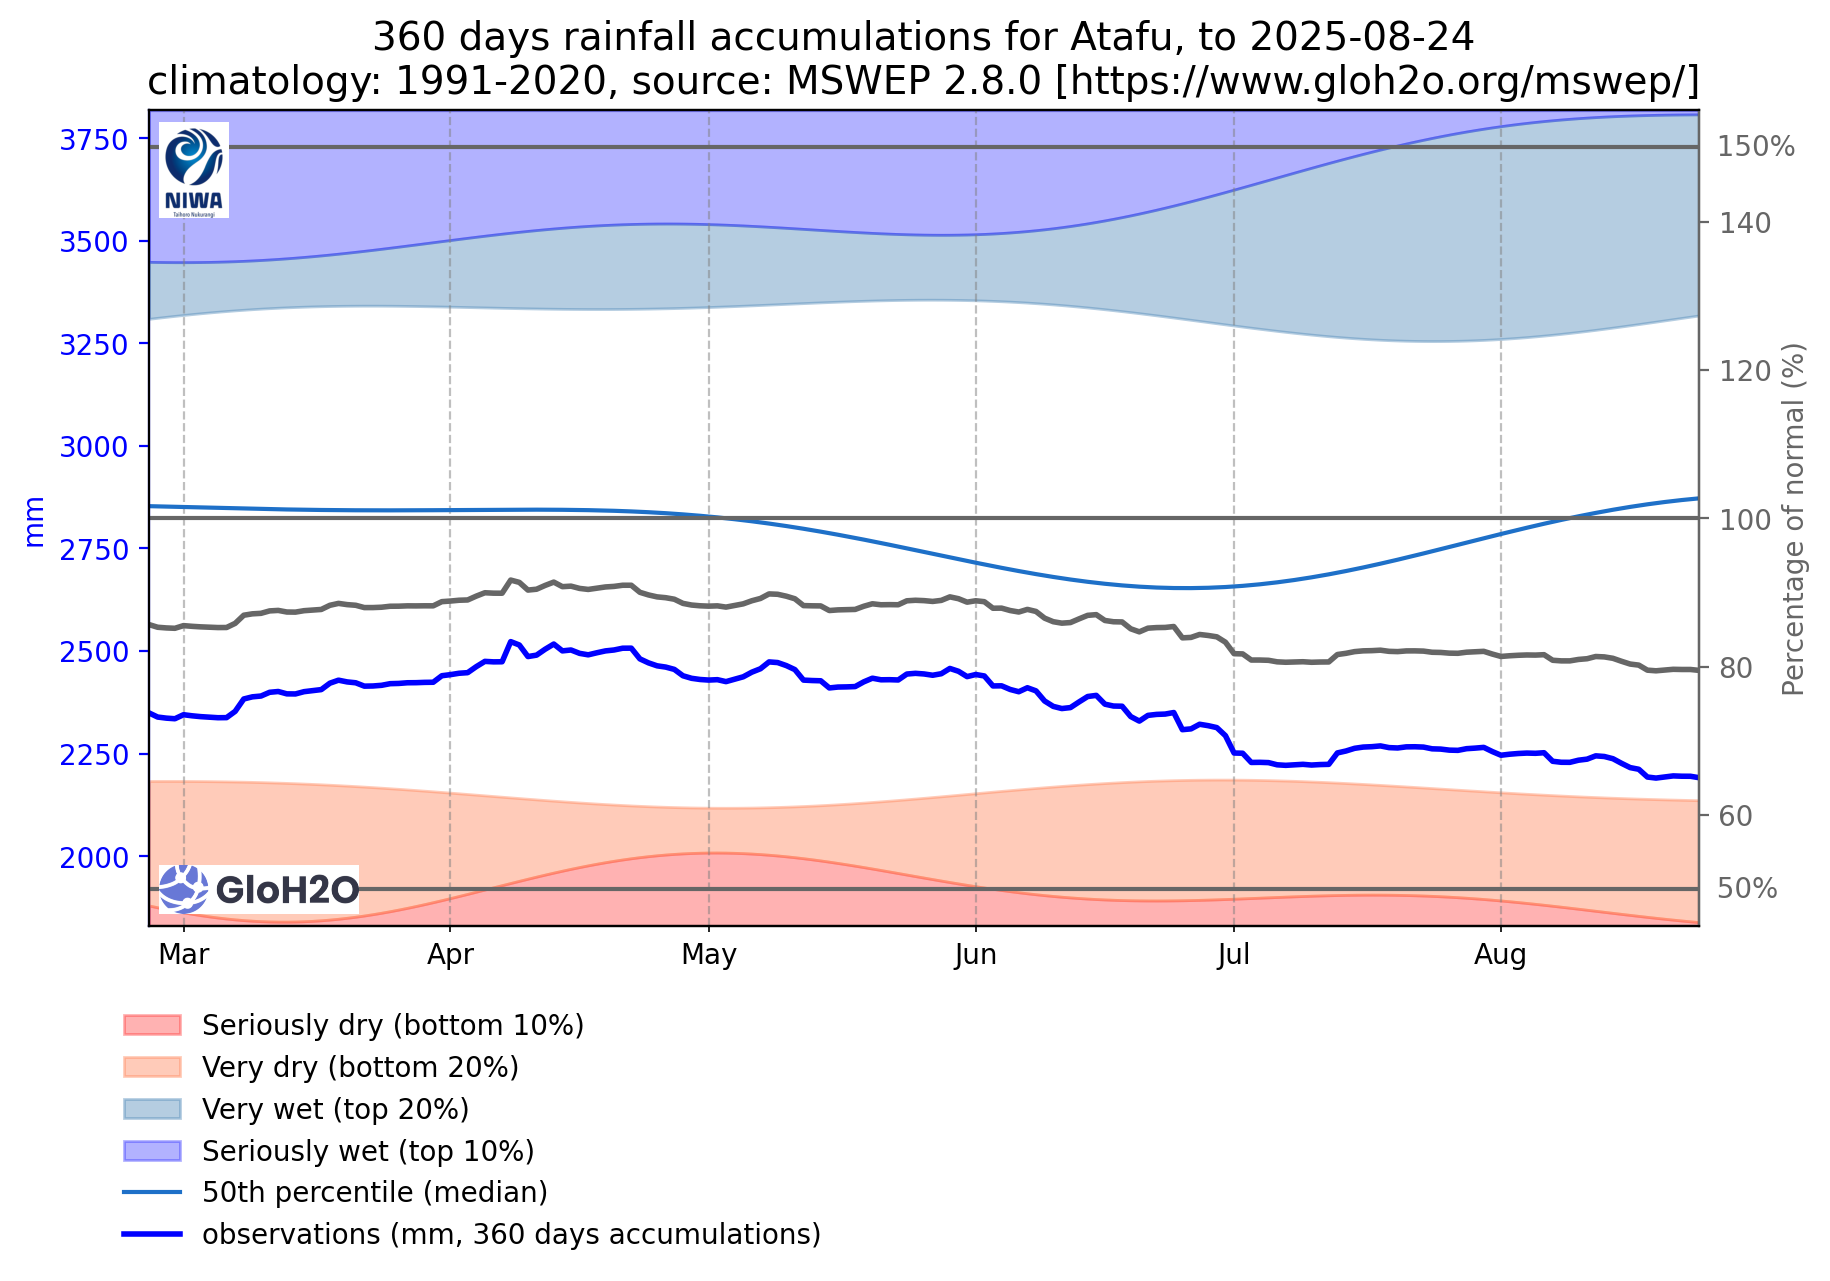 360 days rainfall accumulations for Atafu, to 2025-08-24
climatology: 1991-2020, source: MSWEP 2.8.0 [https://www.gloh2o.org/mswep/]
3750
3500
3250
3000
2750
2500
2250
2000
mm
NIWA
Taihoro Nukurangi
GloH2O
150%
140
120
100
80
60
50%
Percentage of normal (%)
Mar
Apr
May
Jun
Jul
Aug
Seriously dry (bottom 10%)
Very dry (bottom 20%)
Very wet (top 20%)
Seriously wet (top 10%)
50th percentile (median)
observations (mm, 360 days accumulations)